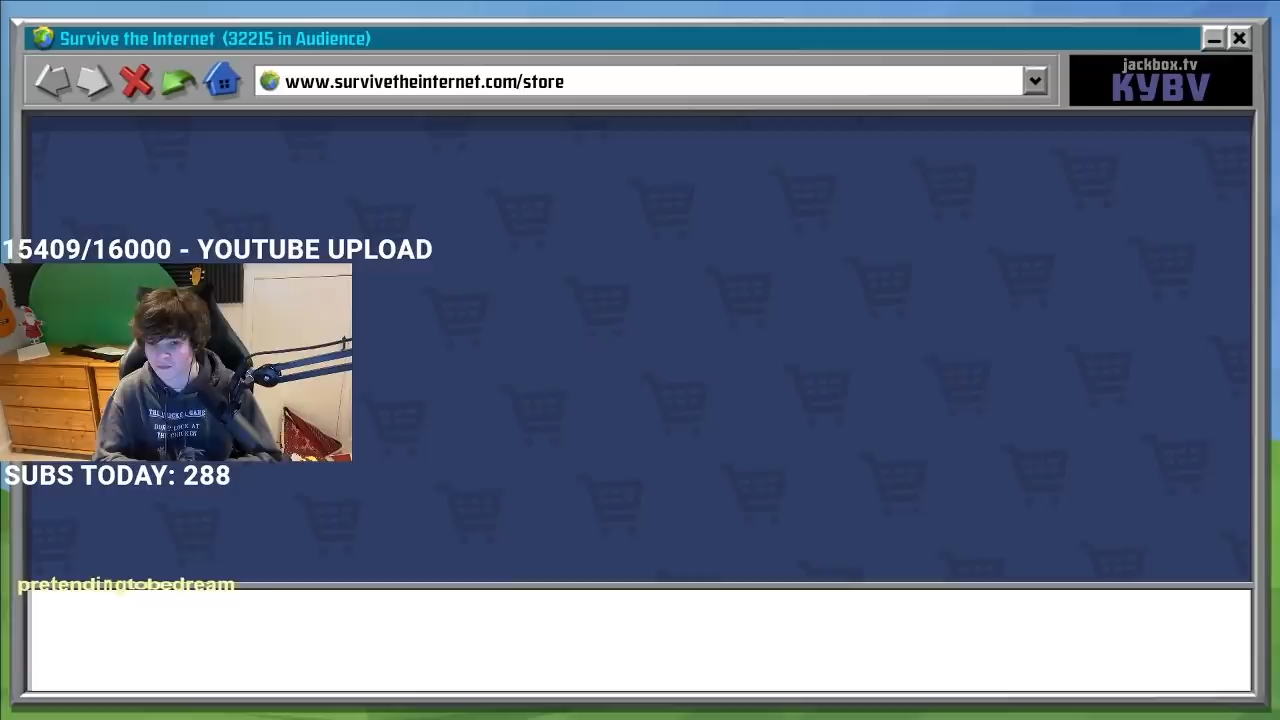 Survive the Internet (32215 in Audience)
www.survivetheinternet.com/store
jackbox.tv
KYBV
15409/16000 - YOUTUBE UPLOAD
SUBS TODAY: 288
pretendingtobedream